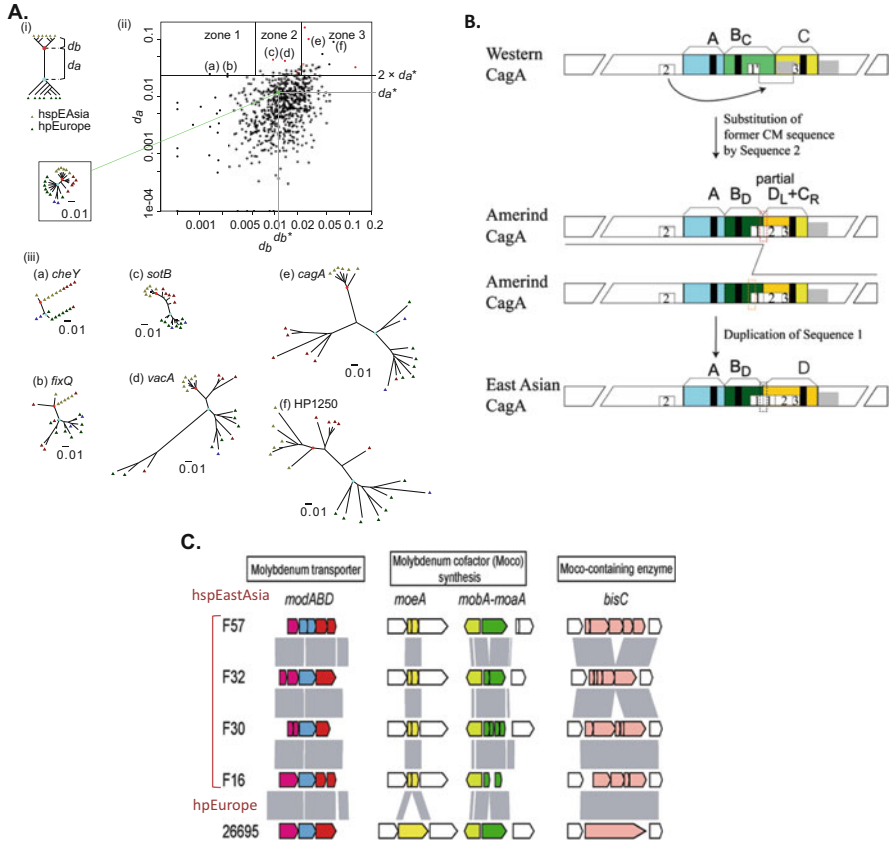 A.
(i)
db
da
hspEAsia
hpEurope
0.01
(ii)
zone 1
zone 2
zone 3
(a) (b)
(c) (d)
(e)
(f)
2 × da*
da*
0.1
0.01
0.001
1e-04
da
0.001
0.005
0.01
0.02
0.05
0.1
0.2
db*
db
(iii)
(a) cheY
0.01
(b) fixQ
0.01
(c) sotB
0.01
(d) vacA
0.01
(e) cagA
0.01
(f) HP1250
0.01
B.
Western
CagA
A
BC
C
2
1'
3
Substitution of
former CM sequence
by Sequence 2
partial
A
BD
DL+CR
Amerind
CagA
2
1
2
3
Amerind
CagA
2
1
2
3
Duplication of Sequence 1
A
BD
D
East Asian
CagA
2
1
1
2
3
C.
Molybdenum transporter
Molybdenum cofactor (Moco)
synthesis
Moco-containing enzyme
hspEastAsia
modABD
moeA
mobA-moaA
bisC
F57
F32
F30
F16
hpEurope
26695